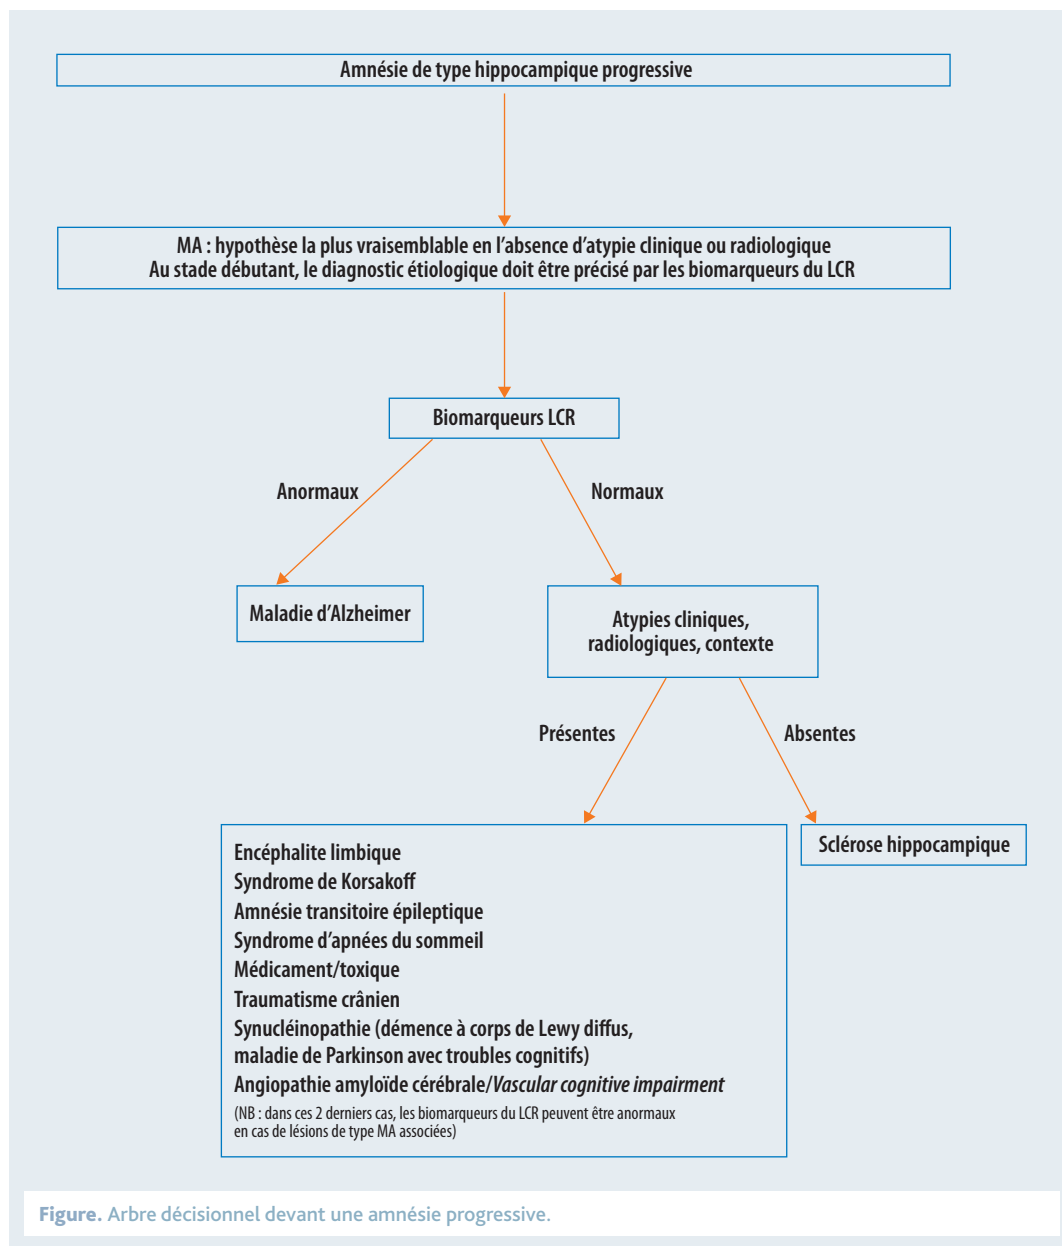 Amnésie de type hippocampique progressive
MA : hypothèse la plus vraisemblable en l’absence d’atypie clinique ou radiologique
Au stade débutant, le diagnostic étiologique doit être précisé par les biomarqueurs du LCR
Biomarqueurs LCR
Anormaux
Normaux
Maladie d’Alzheimer
Atypies cliniques,
radiologiques, contexte
Présentes
Absentes
Encéphalite limbique
Syndrome de Korsakoff
Amnésie transitoire épileptique
Syndrome d’apnées du sommeil
Médicament/toxique
Traumatisme crânien
Synucléinopathie (démence à corps de Lewy diffus,
maladie de Parkinson avec troubles cognitifs)
Angiopathie amyloïde cérébrale/Vascular cognitive impairment
(NB : dans ces 2 derniers cas, les biomarqueurs du LCR peuvent être anormaux
en cas de lésions de type MA associées)
Sclérose hippocampique
Figure. Arbre décisionnel devant une amnésie progressive.